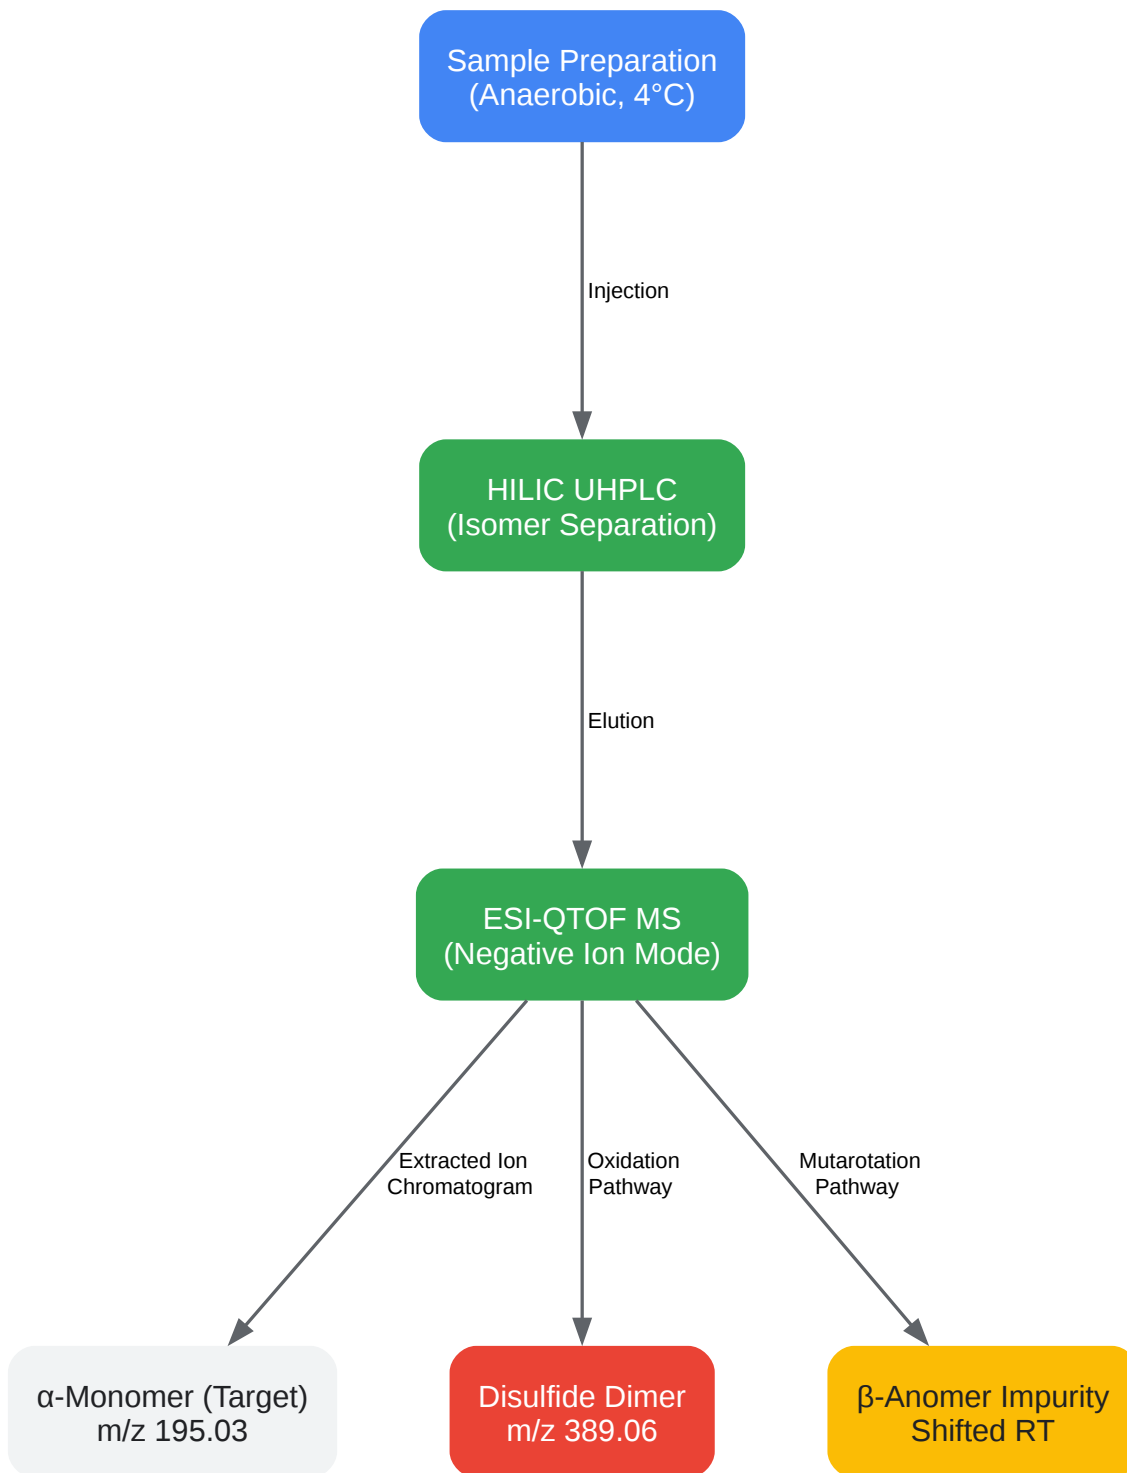 Sample Preparation
(Anaerobic, 4°C)
Injection
HILIC UHPLC
(Isomer Separation)
Elution
ESI-QTOF MS
(Negative Ion Mode)
Extracted Ion
Chromatogram
Oxidation
Pathway
Mutarotation
Pathway
α-Monomer (Target)
m/z 195.03
Disulfide Dimer
m/z 389.06
β-Anomer Impurity
Shifted RT